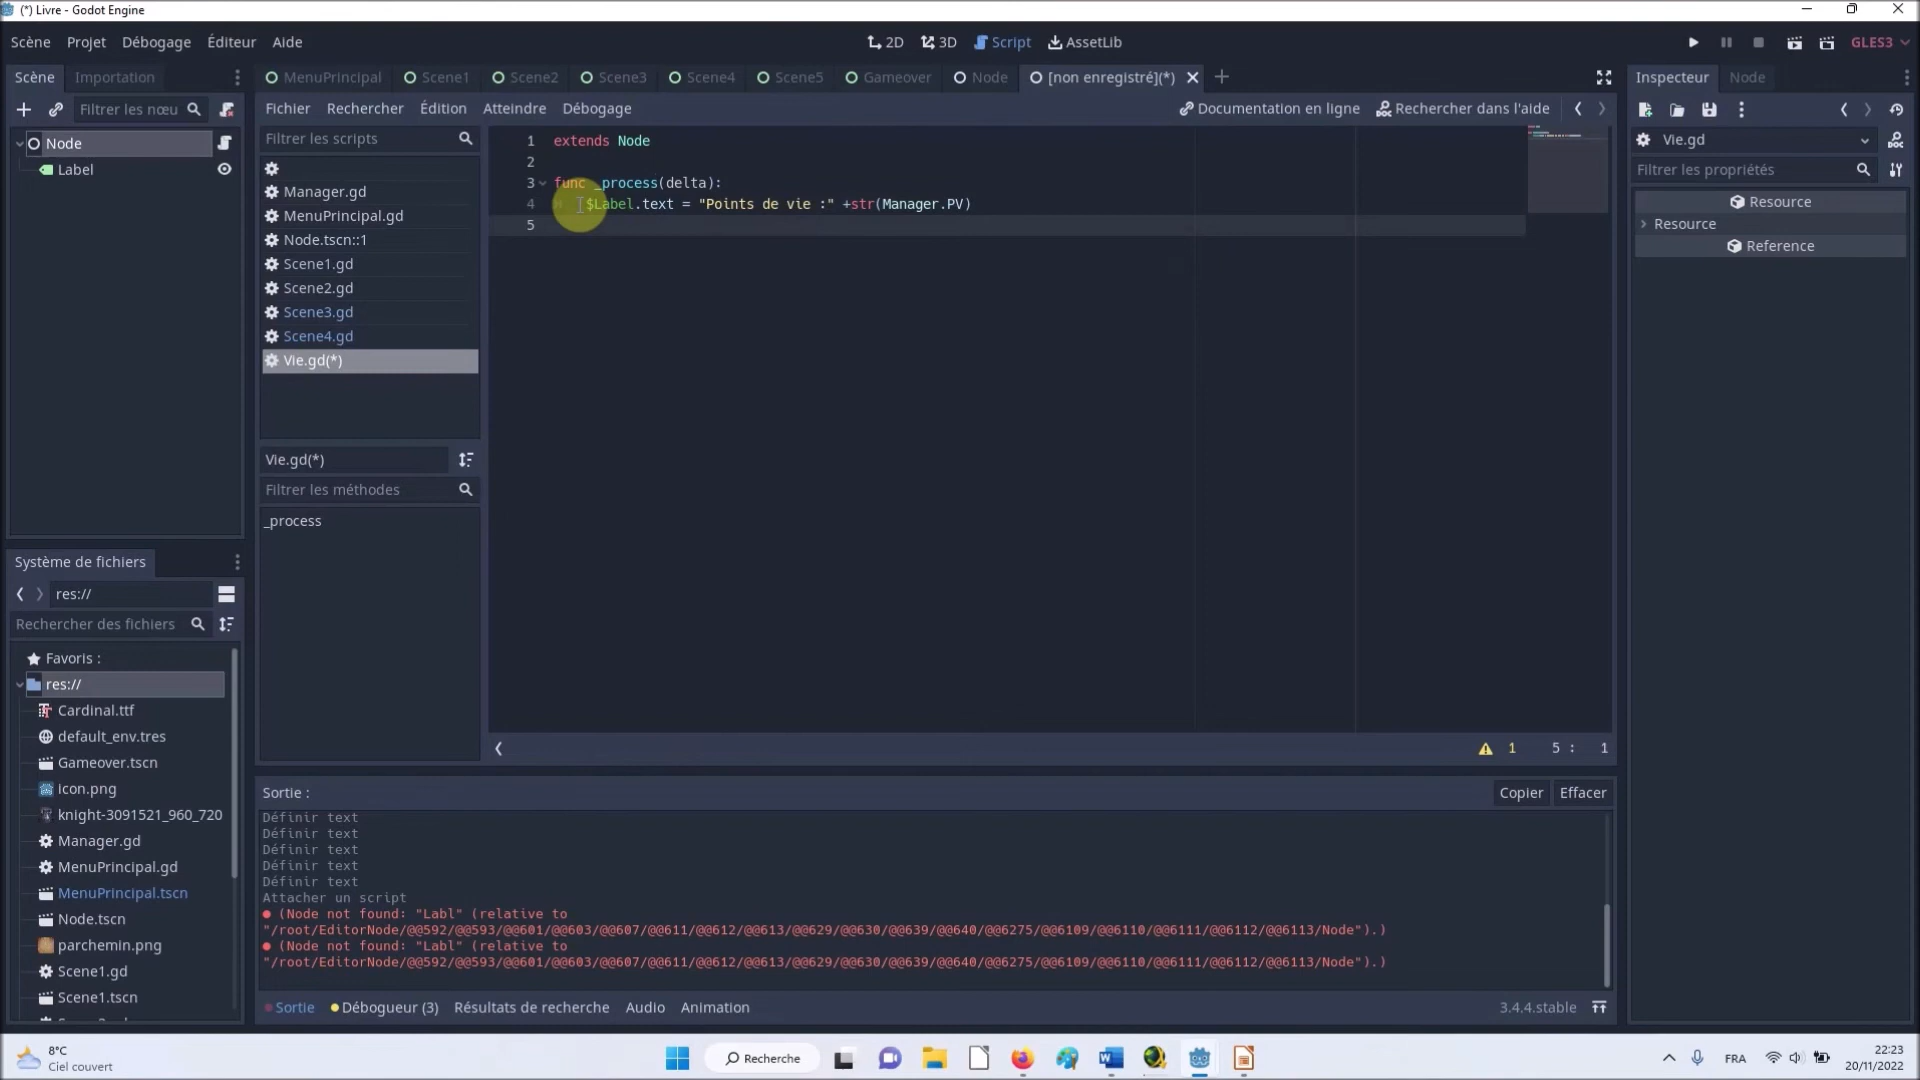 (*) Livre - Godot Engine
Scène Projet Débogage Éditeur Aide
2D 3D Script AssetLib
GLES3
Scène Importation
MenuPrincipal Scene1 Scene2 Scene3 Scene4 Scene5 Gameover Node [non enregistré](*)
Inspecteur Node
Filtrer les nœu
Fichier Rechercher Édition Atteindre Débogage
Documentation en ligne Rechercher dans l'aide
Node
Label
Filtrer les scripts
Manager.gd
MenuPrincipal.gd
Node.tscn::1
Scene1.gd
Scene2.gd
Scene3.gd
Scene4.gd
Vie.gd(*)
Vie.gd(*)
Filtrer les méthodes
_process
1 extends Node
2
3 func _process(delta):
4 $Label.text = "Points de vie :" +str(Manager.PV)
5
1 5 : 1
Vie.gd
Filtrer les propriétés
Resource
Resource
Reference
Système de fichiers
res://
Rechercher des fichiers
Favoris :
res://
Cardinal.ttf
default_env.tres
Gameover.tscn
icon.png
knight-3091521_960_720
Manager.gd
MenuPrincipal.gd
MenuPrincipal.tscn
Node.tscn
parchemin.png
Scene1.gd
Scene1.tscn
Sortie :
Copier Effacer
Définir text
Définir text
Définir text
Définir text
Définir text
Attacher un script
(Node not found: "Labl" (relative to
"/root/EditorNode/@@592/@@593/@@601/@@603/@@607/@@611/@@612/@@613/@@629/@@630/@@639/@@640/@@6275/@@6109/@@6110/@@6111/@@6112/@@6113/Node").)
(Node not found: "Labl" (relative to
"/root/EditorNode/@@592/@@593/@@601/@@603/@@607/@@611/@@612/@@613/@@629/@@630/@@639/@@640/@@6275/@@6109/@@6110/@@6111/@@6112/@@6113/Node").)
Sortie Débogueur (3) Résultats de recherche Audio Animation
3.4.4.stable
8°C
Ciel couvert
Recherche
FRA
22:23
20/11/2022